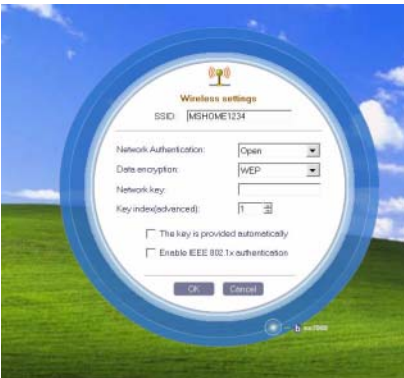 Wireless settings
SSID: MSHOME1234
Network Authentication: Open
Data encryption: WEP
Network key:
Key index(advanced): 1
The key is provided automatically
Enable IEEE 802.1x authentication
OK Cancel